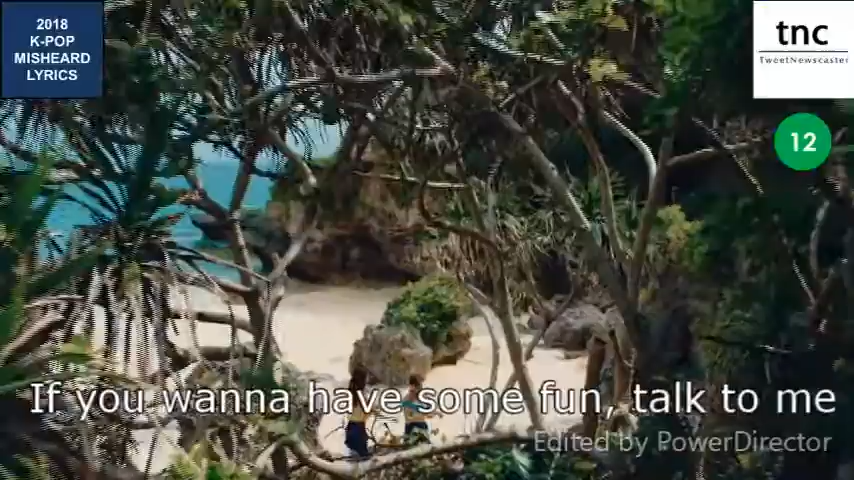 2018
K-POP
MISHEARD
LYRICS
tnc
TweetNewscaster
12
If you wanna have some fun, talk to me
Edited by PowerDirector